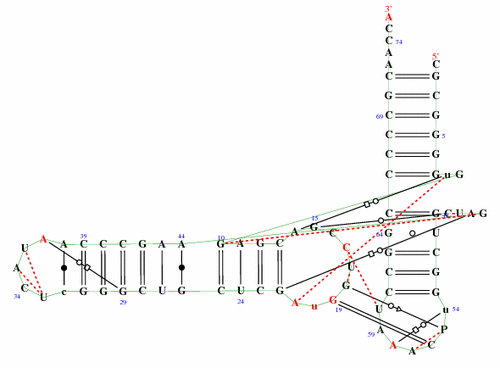 3'
A
C
C 74
A
5'
A C
C G
G C
69 C G
C G 5
C G
C G u G
C G C U A G
15
A G C C G 64 U
39 44 10
U A A C C C G A A G A G C C G C
A U G C G
34 C U c G G G C U G C U C G G C G
29 24 A u G U u 54
19 A P
59 A A C